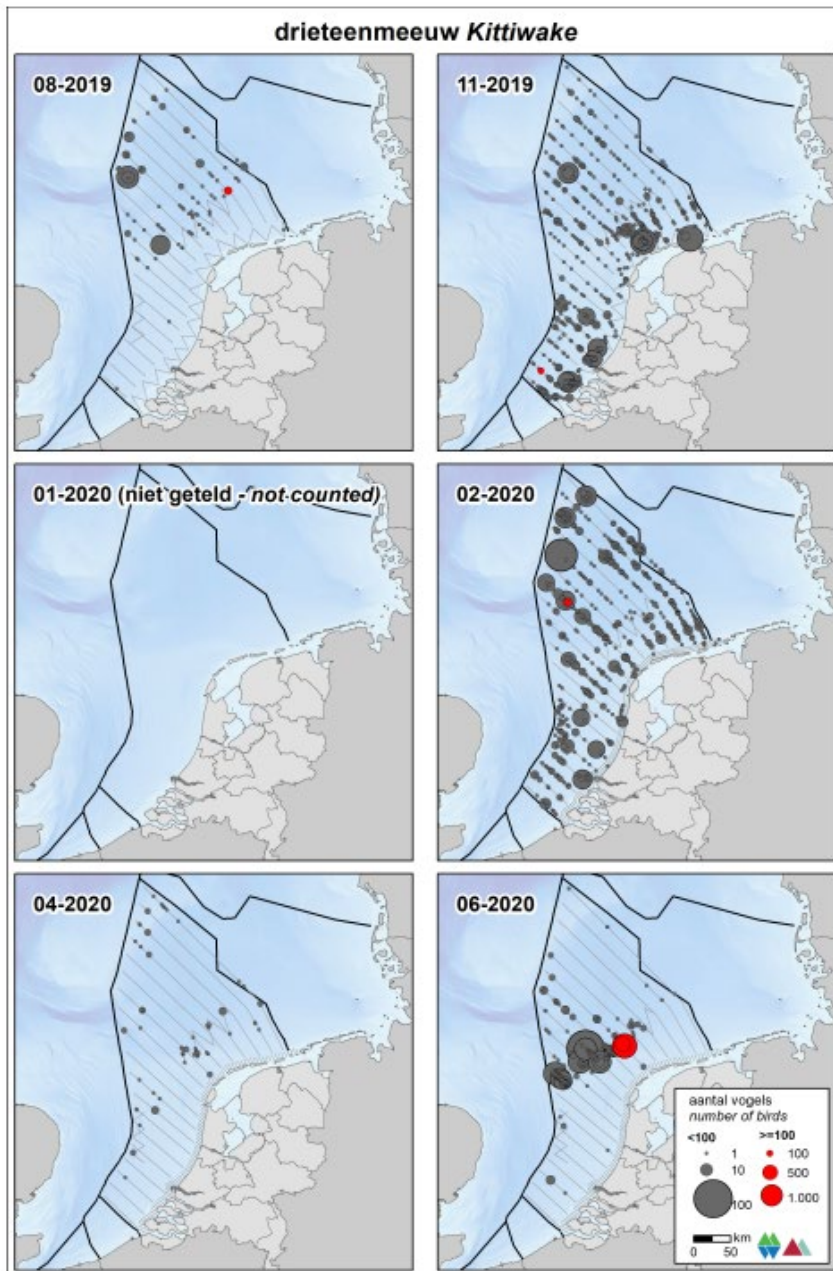 drieteenmeeuw Kittiwake
08-2019
11-2019
01-2020 (niet geteld - not counted)
02-2020
04-2020
06-2020
aantal vogels
number of birds
<100 >=100
1 100
10 500
100 1.000
km
0 50